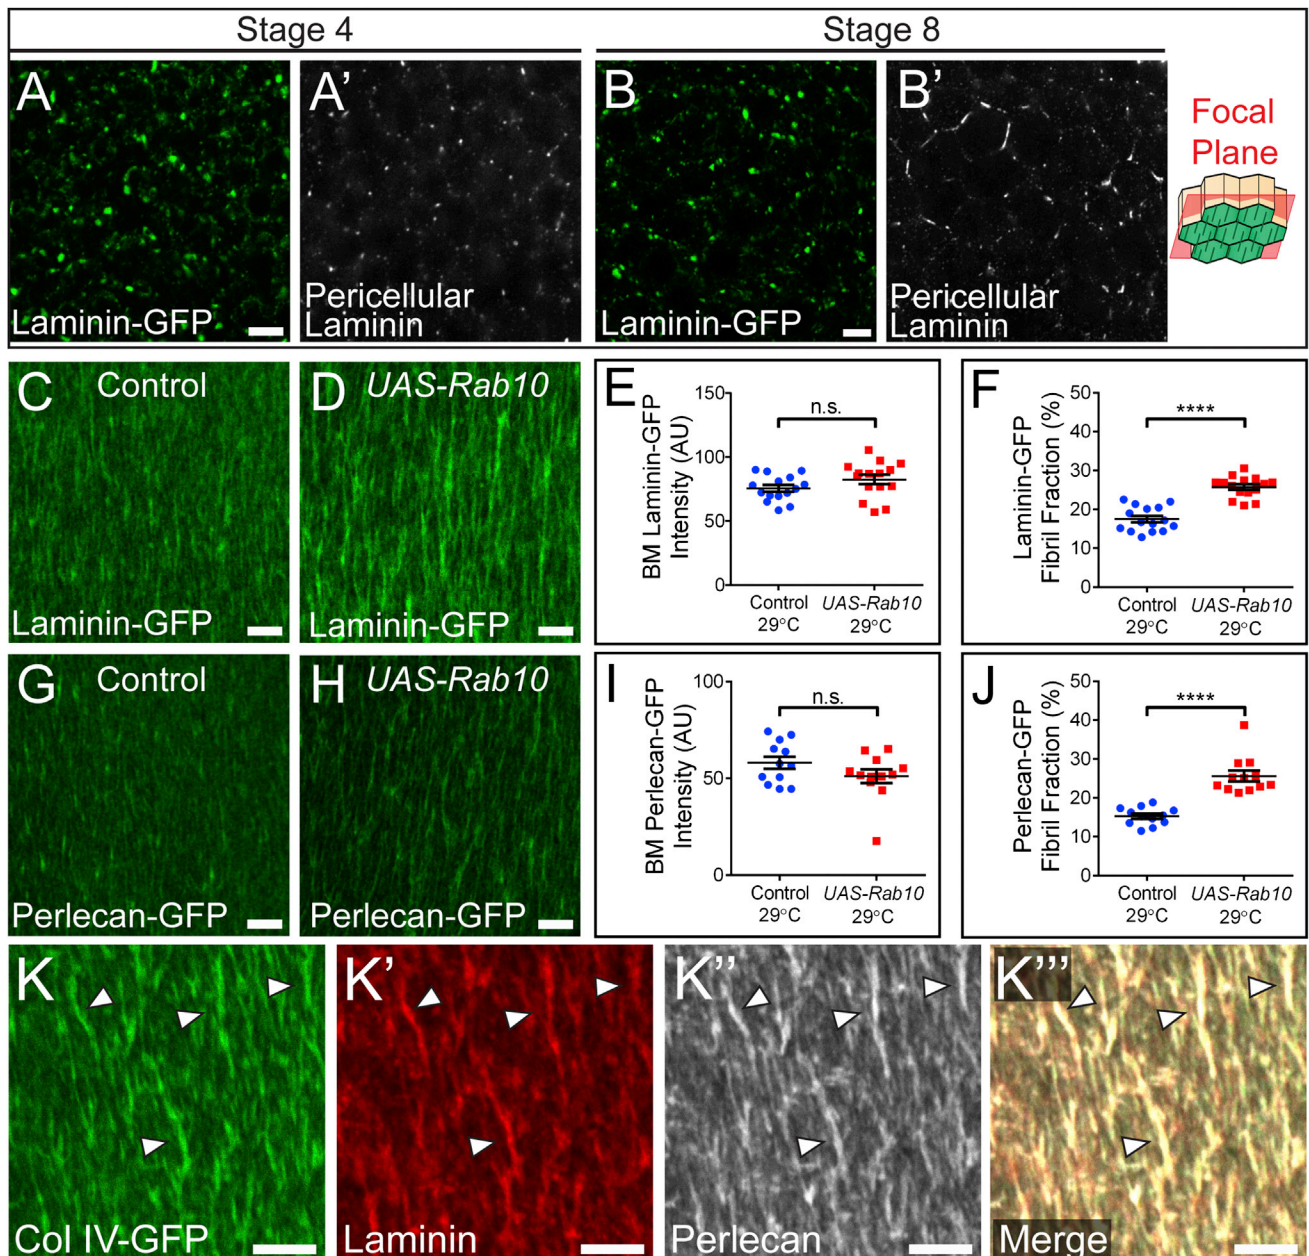 Stage 4
Stage 8
A
A’
B
B’
Laminin-GFP
Pericellular
Laminin
Laminin-GFP
Pericellular
Laminin
Focal
Plane
C
Control
Laminin-GFP
D
UAS-Rab10
Laminin-GFP
E
BM Laminin-GFP
Intensity (AU)
150
100
50
0
n.s.
Control
29°C
UAS-Rab10
29°C
F
Laminin-GFP
Fibril Fraction (%)
50
40
30
20
10
0
****
Control
29°C
UAS-Rab10
29°C
G
Control
Perlecan-GFP
H
UAS-Rab10
Perlecan-GFP
I
BM Perlecan-GFP
Intensity (AU)
100
50
0
n.s.
Control
29°C
UAS-Rab10
29°C
J
Perlecan-GFP
Fibril Fraction (%)
50
40
30
20
10
0
****
Control
29°C
UAS-Rab10
29°C
K
Col IV-GFP
K’
Laminin
K’’
Perlecan
K’’’
Merge